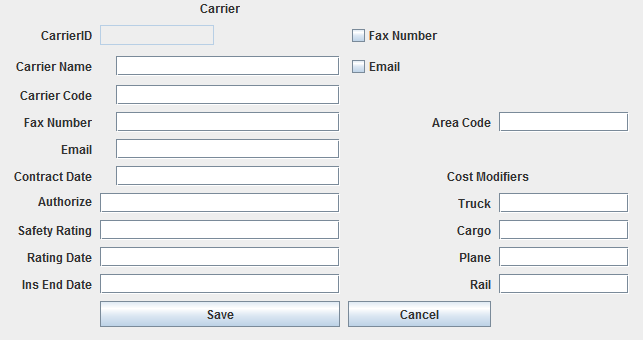 Carrier
CarrierID
Fax Number
Carrier Name
Email
Carrier Code
Fax Number
Area Code
Email
Contract Date
Cost Modifiers
Authorize
Truck
Safety Rating
Cargo
Rating Date
Plane
Ins End Date
Rail
Save
Cancel